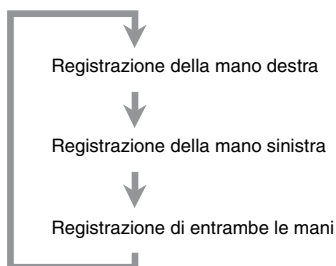 Registrazione della mano destra
Registrazione della mano sinistra
Registrazione di entrambe le mani